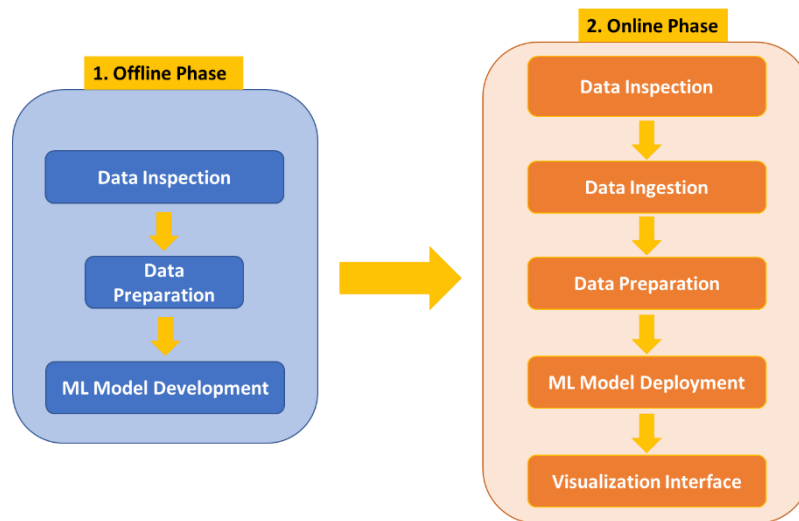 1. Offline Phase
Data Inspection
Data
Preparation
ML Model Development
2. Online Phase
Data Inspection
Data Ingestion
Data Preparation
ML Model Deployment
Visualization Interface